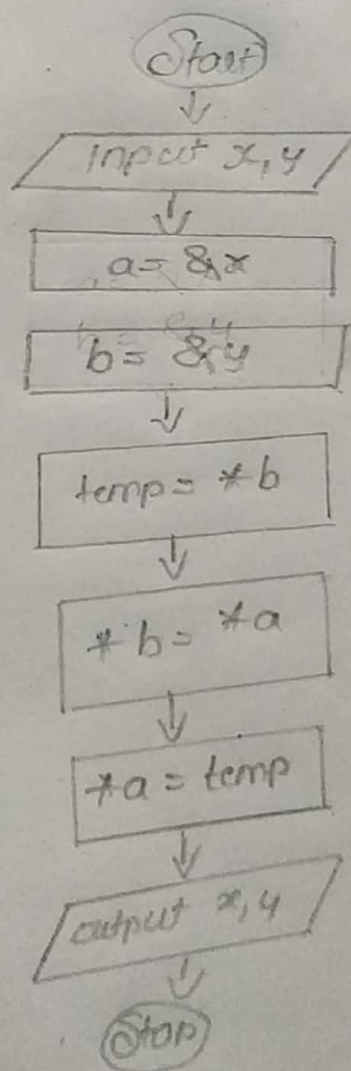 Start
input x, y
a = &x
b = &y
temp = *b
*b = *a
*a = temp
output x, y
Stop